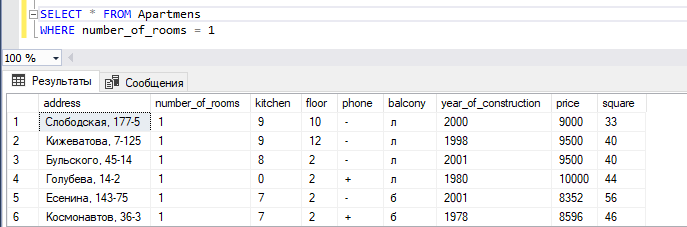 SELECT * FROM Apartmens
WHERE number_of_rooms = 1
100 %
Результаты Сообщения
address number_of_rooms kitchen floor phone balcony year_of_construction price square
1 Слободская, 177-5 1 9 10 - л 2000 9000 33
2 Кижеватова, 7-125 1 9 12 - л 1998 9500 40
3 Бульского, 45-14 1 8 2 - л 2001 9500 40
4 Голубева, 14-2 1 0 2 + л 1980 10000 44
5 Есенина, 143-75 1 7 2 - б 2001 8352 56
6 Космонавтов, 36-3 1 7 2 + б 1978 8596 46